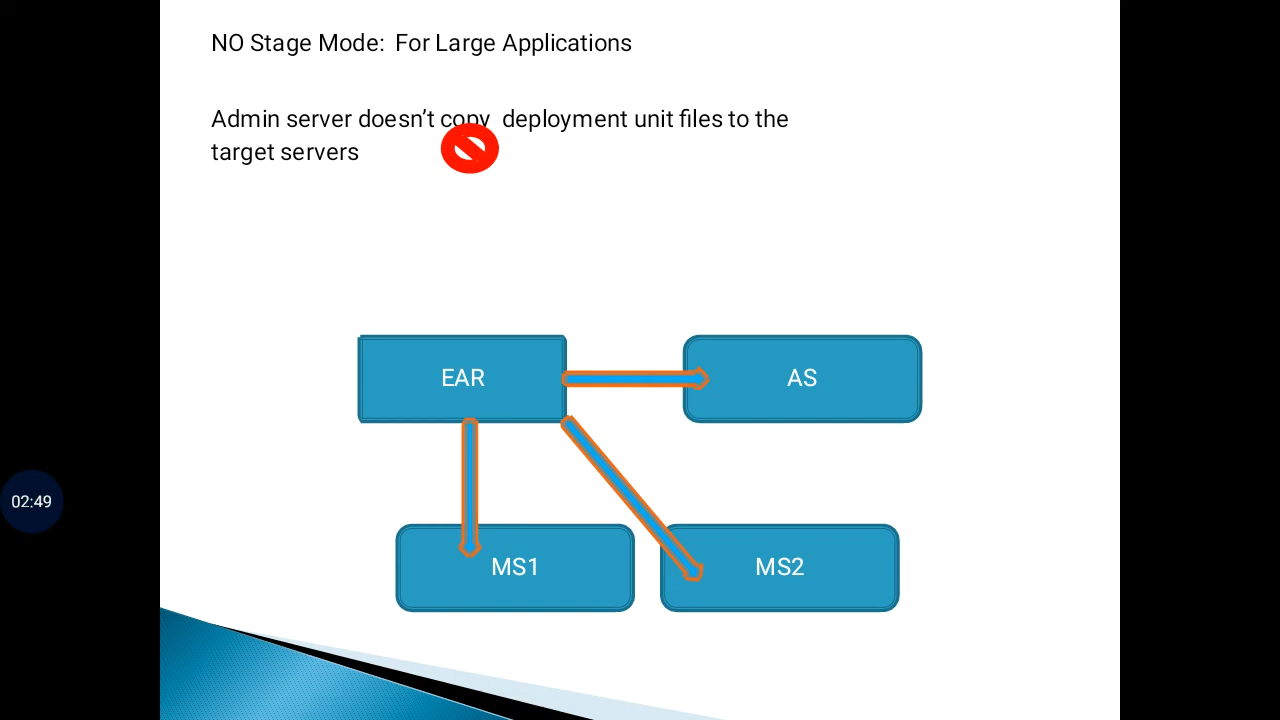 NO Stage Mode: For Large Applications
Admin server doesn't copy deployment unit files to the
target servers
EAR
AS
02:49
MS1
MS2